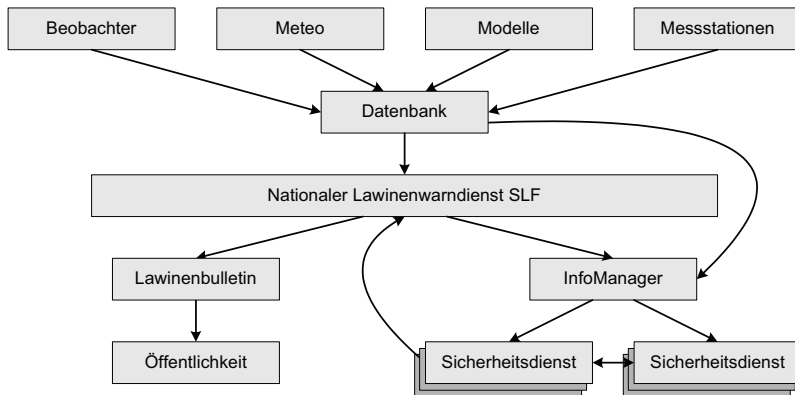 Beobachter
Meteo
Modelle
Messstationen
Datenbank
Nationaler Lawinenwarndienst SLF
Lawinenbulletin
InfoManager
Öffentlichkeit
Sicherheitsdienst
Sicherheitsdienst